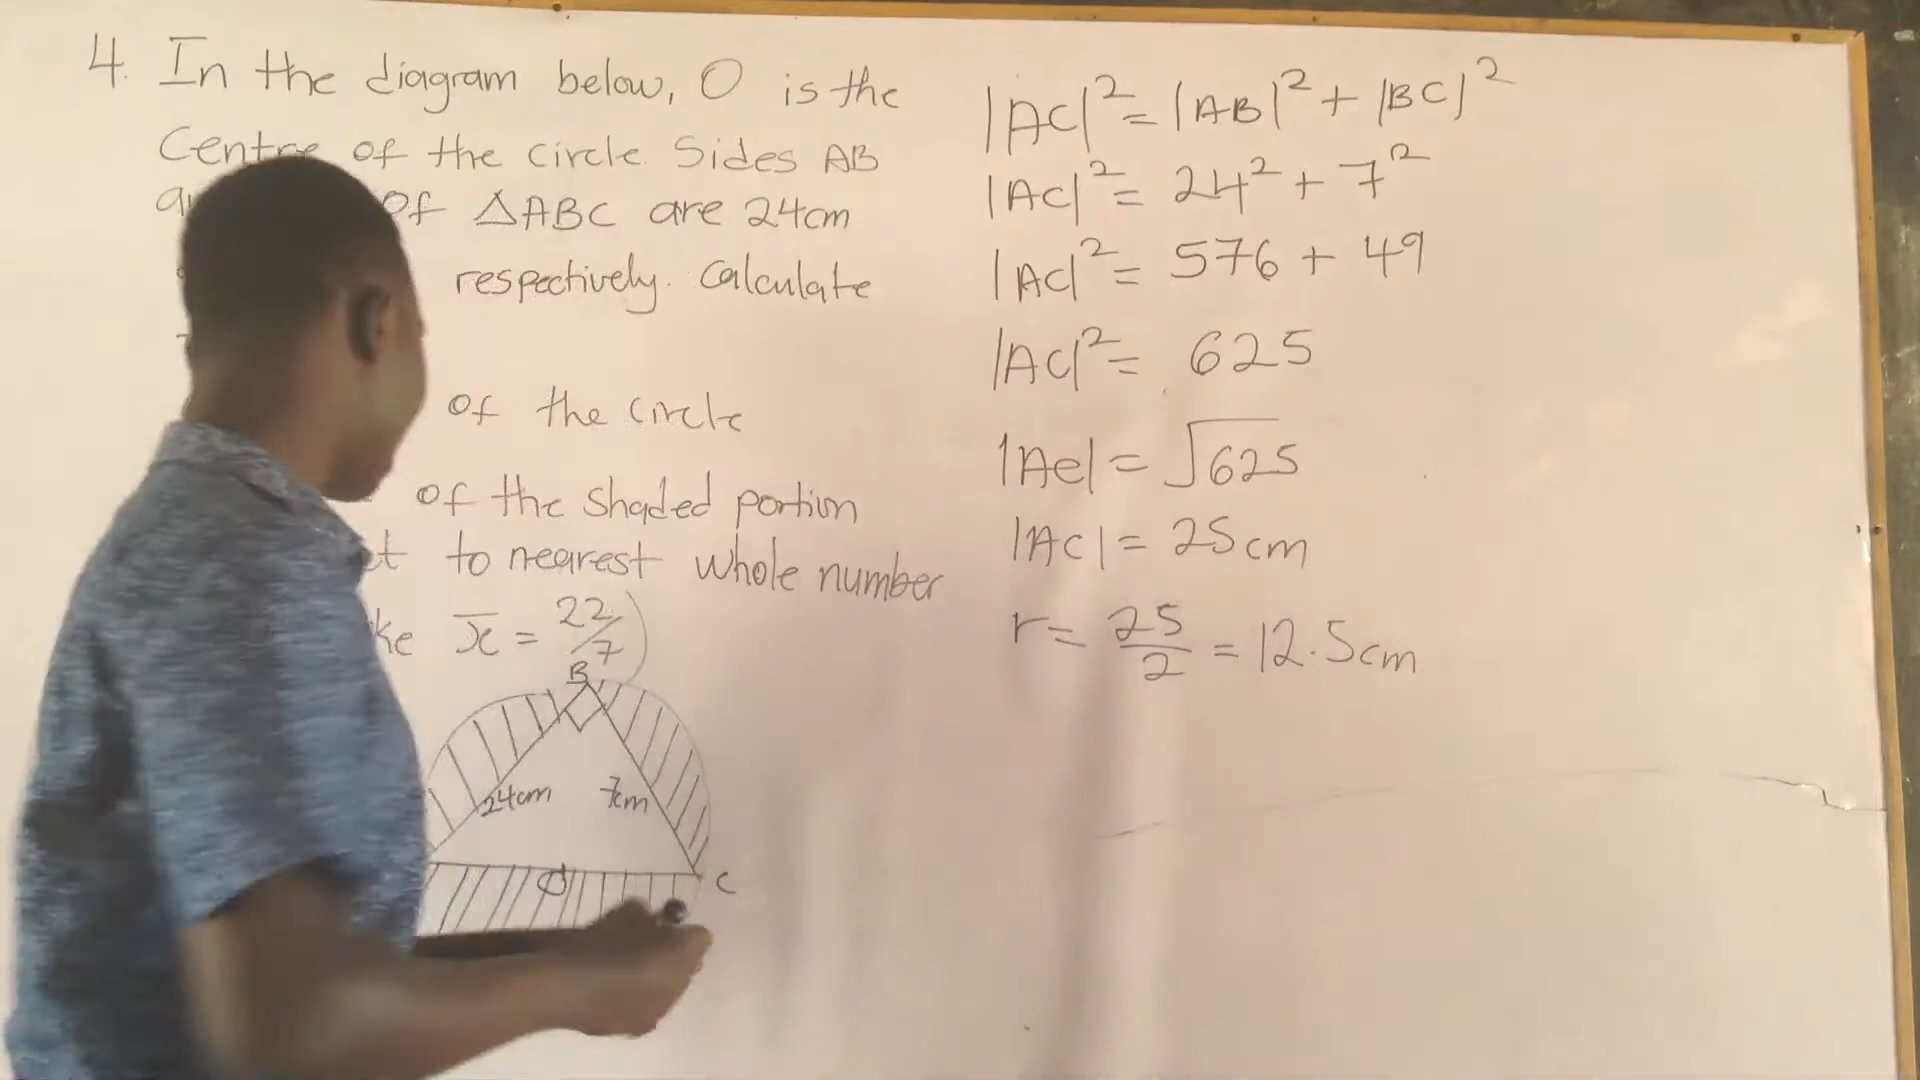 4. In the diagram below, O is the
Centre of the circle. Sides AB
of △ABC are 24cm
respectively. Calculate
of the circle
of the shaded portion
to nearest whole number
π = 22/7)
B
24cm 7cm
O
C
|AC|² = |AB|² + |BC|²
|AC|² = 24² + 7²
|AC|² = 576 + 49
|AC|² = 625
|AC| = √625
|AC| = 25cm
r = 25/2 = 12.5cm